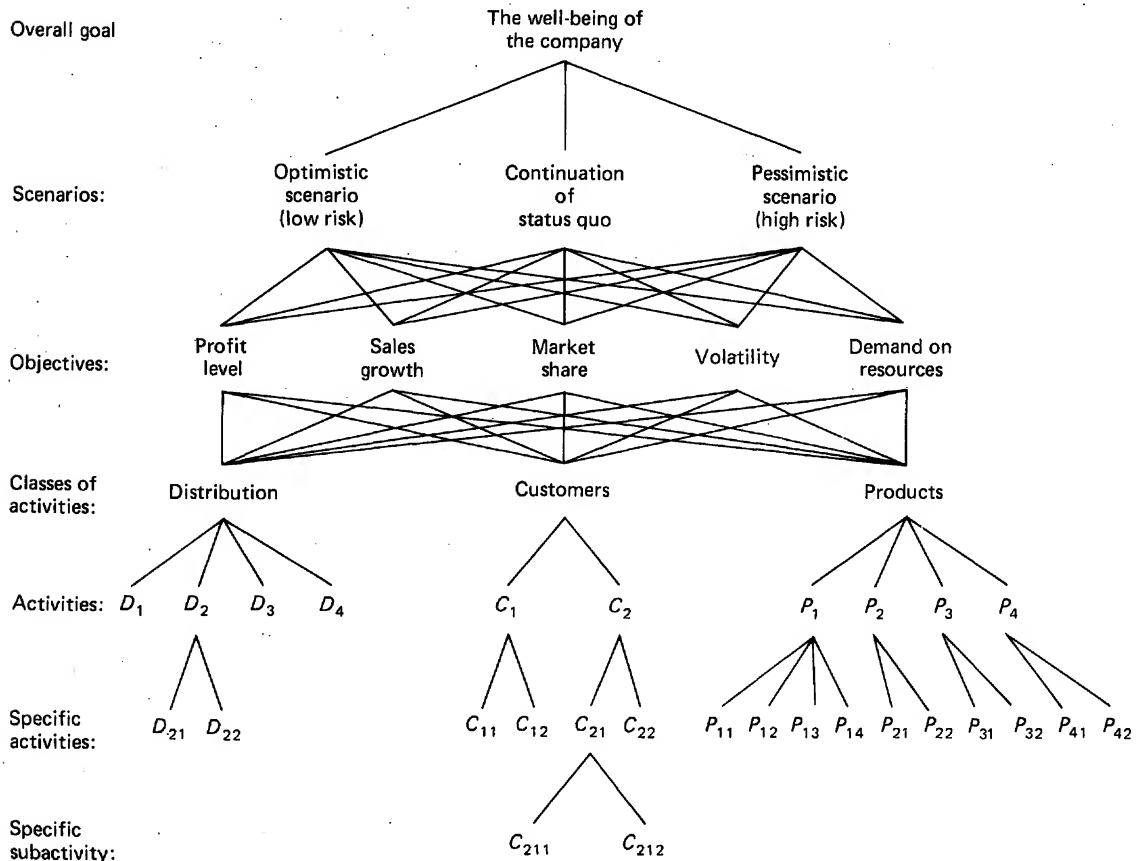 Overall goal
The well-being of
the company
Scenarios:
Optimistic
scenario
(low risk)
Continuation
of
status quo
Pessimistic
scenario
(high risk)
Objectives:
Profit
level
Sales
growth
Market
share
Volatility
Demand on
resources
Classes of
activities:
Distribution
Customers
Products
Activities: D₁ D₂ D₃ D₄ C₁ C₂ P₁ P₂ P₃ P₄
Specific
activities:
D₂₁ D₂₂ C₁₁ C₁₂ C₂₁ C₂₂ P₁₁ P₁₂ P₁₃ P₁₄ P₂₁ P₂₂ P₃₁ P₃₂ P₄₁ P₄₂
Specific
subactivity:
C₂₁₁ C₂₁₂